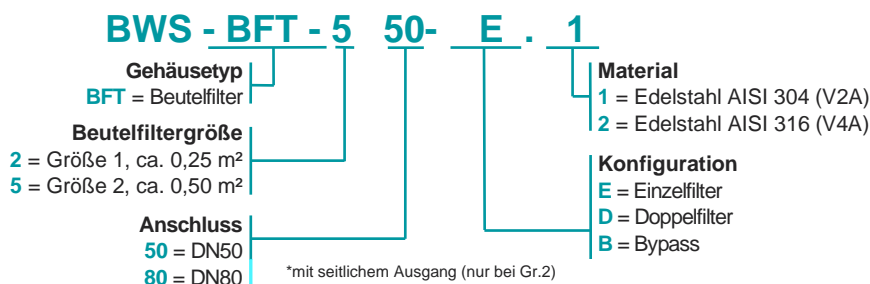 BWS - BFT - 5 50- E . 1
Gehäusetyp
BFT = Beutelfilter
Beutelfiltergröße
2 = Größe 1, ca. 0,25 m²
5 = Größe 2, ca. 0,50 m²
Anschluss
50 = DN50
80 = DN80
*mit seitlichem Ausgang (nur bei Gr.2)
Material
1 = Edelstahl AISI 304 (V2A)
2 = Edelstahl AISI 316 (V4A)
Konfiguration
E = Einzelfilter
D = Doppelfilter
B = Bypass